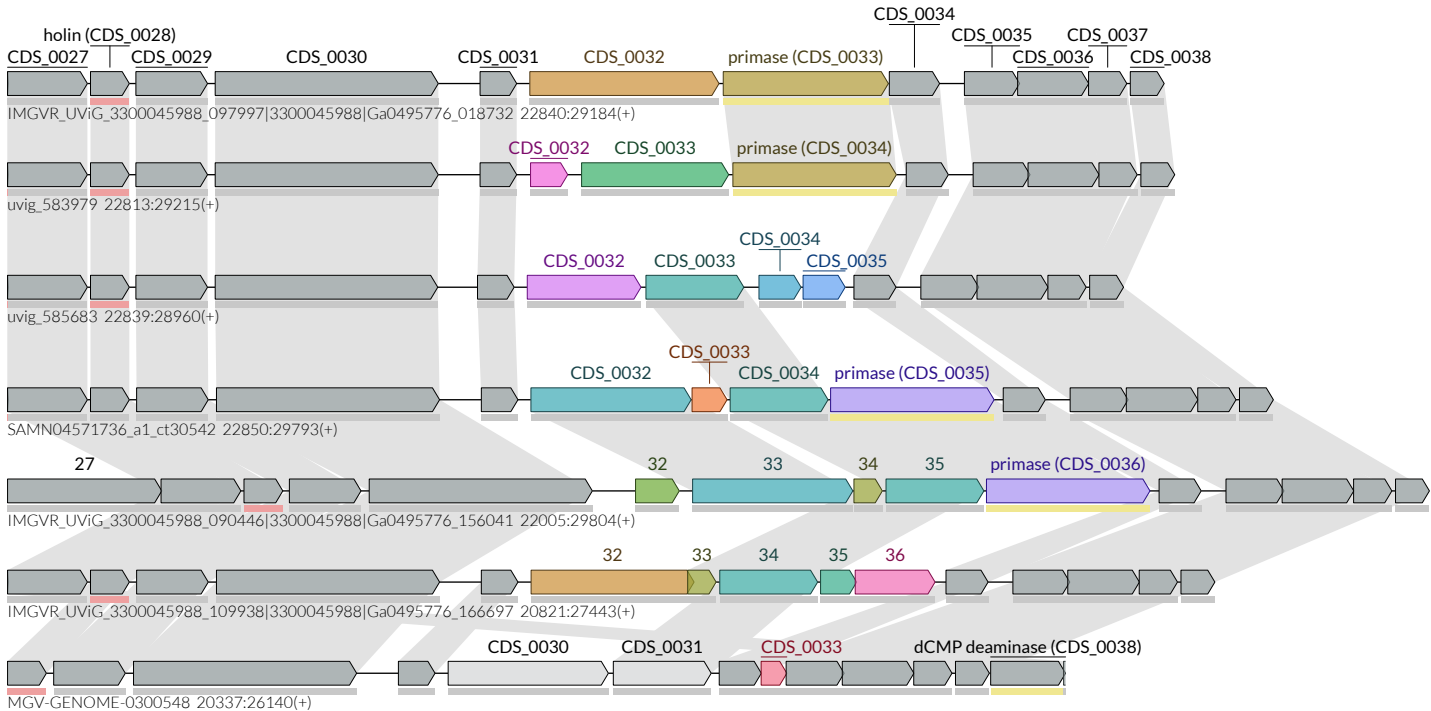 CDS_0034
holin (CDS_0028) CDS_0035 CDS_0037
CDS_0027 CDS_0029 CDS_0030 CDS_0031 CDS_0032 primase (CDS_0033) CDS_0036 CDS_0038
IMGVR_UViG_3300045988_097997|3300045988|Ga0495776_018732 22840:29184(+)
CDS_0032 CDS_0033 primase (CDS_0034)
uvig_583979 22813:29215(+)
CDS_0034
CDS_0032 CDS_0033 CDS_0035
uvig_585683 22839:28960(+)
CDS_0033
CDS_0032 CDS_0034 primase (CDS_0035)
SAMN04571736_a1_ct30542 22850:29793(+)
27 32 33 34 35 primase (CDS_0036)
IMGVR_UViG_3300045988_090446|3300045988|Ga0495776_156041 22005:29804(+)
32 33 34 35 36
IMGVR_UViG_3300045988_109938|3300045988|Ga0495776_166697 20821:27443(+)
CDS_0030 CDS_0031 CDS_0033 dCMP deaminase (CDS_0038)
MGV-GENOME-0300548 20337:26140(+)